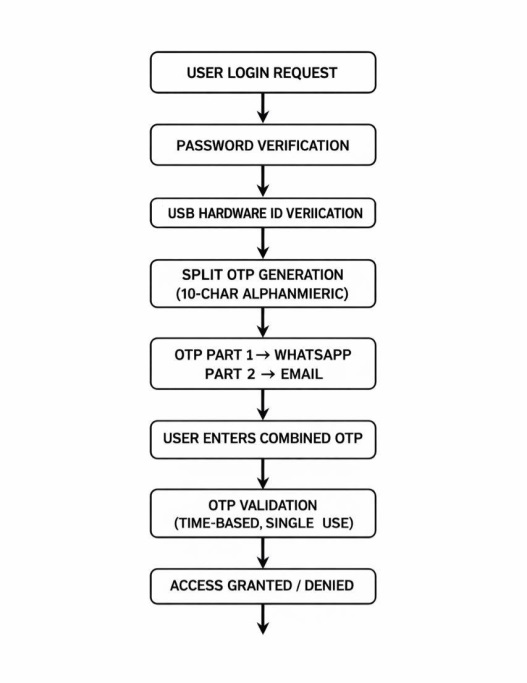 USER LOGIN REQUEST
PASSWORD VERIFICATION
USB HARDWARE ID VERIICATION
SPLIT OTP GENERATION
(10-CHAR ALPHANMIERIC)
OTP PART 1 → WHATSAPP
PART 2 → EMAIL
USER ENTERS COMBINED OTP
OTP VALIDATION
(TIME-BASED, SINGLE USE)
ACCESS GRANTED / DENIED